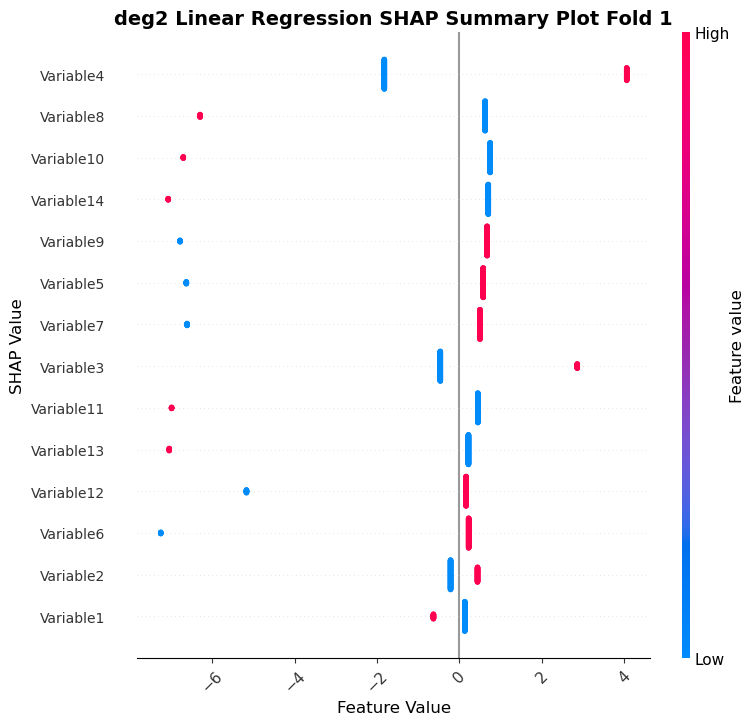 deg2 Linear Regression SHAP Summary Plot Fold 1
High
Variable4
Variable8
Variable10
Variable14
Variable9
Variable5
Variable7
Variable3
Variable11
Variable13
Variable12
Variable6
Variable2
Variable1
SHAP Value
Feature value
Low
−6
−4
−2
0
2
4
Feature Value